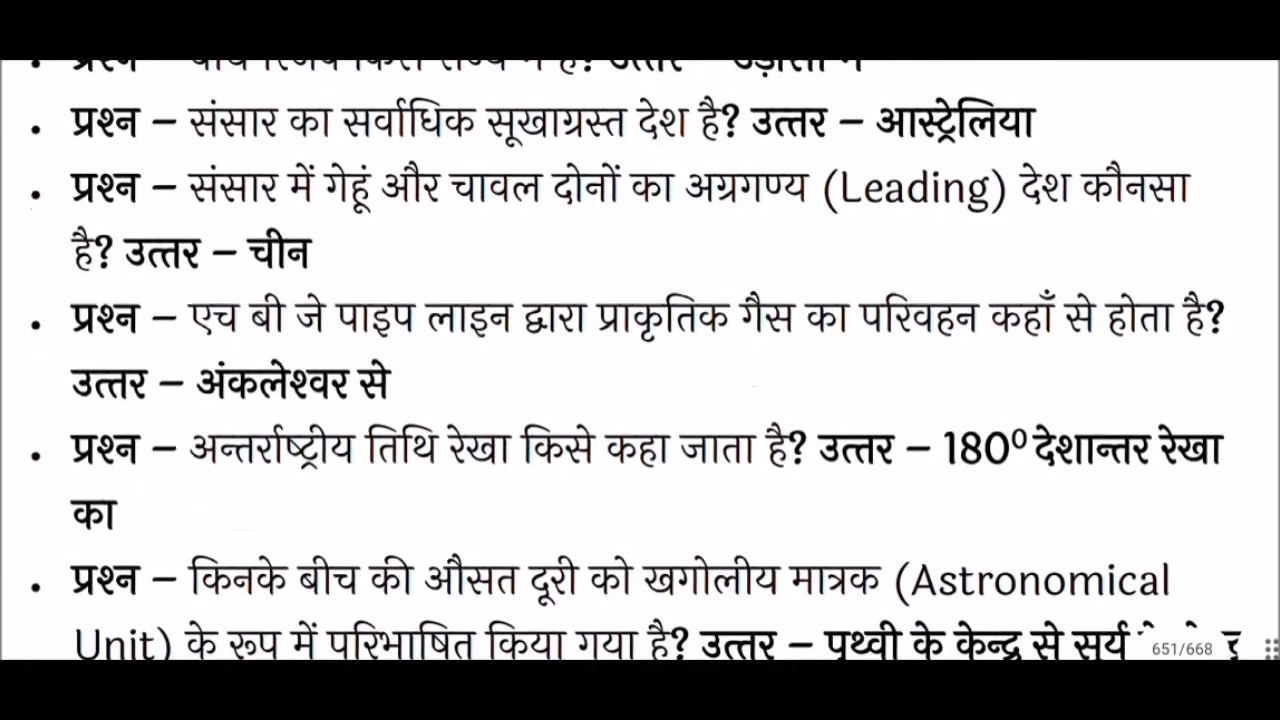 • प्रश्न – संसार का सर्वाधिक सूखाग्रस्त देश है? उत्तर – आस्ट्रेलिया
• प्रश्न – संसार में गेहूं और चावल दोनों का अग्रगण्य (Leading) देश कौनसा
है? उत्तर – चीन
• प्रश्न – एच बी जे पाइप लाइन द्वारा प्राकृतिक गैस का परिवहन कहाँ से होता है?
उत्तर – अंकलेश्वर से
• प्रश्न – अन्तर्राष्ट्रीय तिथि रेखा किसे कहा जाता है? उत्तर – 180⁰ देशान्तर रेखा
का
• प्रश्न – किनके बीच की औसत दूरी को खगोलीय मात्रक (Astronomical
Unit) के रूप में परिभाषित किया गया है? उत्तर – पृथ्वी के केन्द्र से सूर्य
651/668